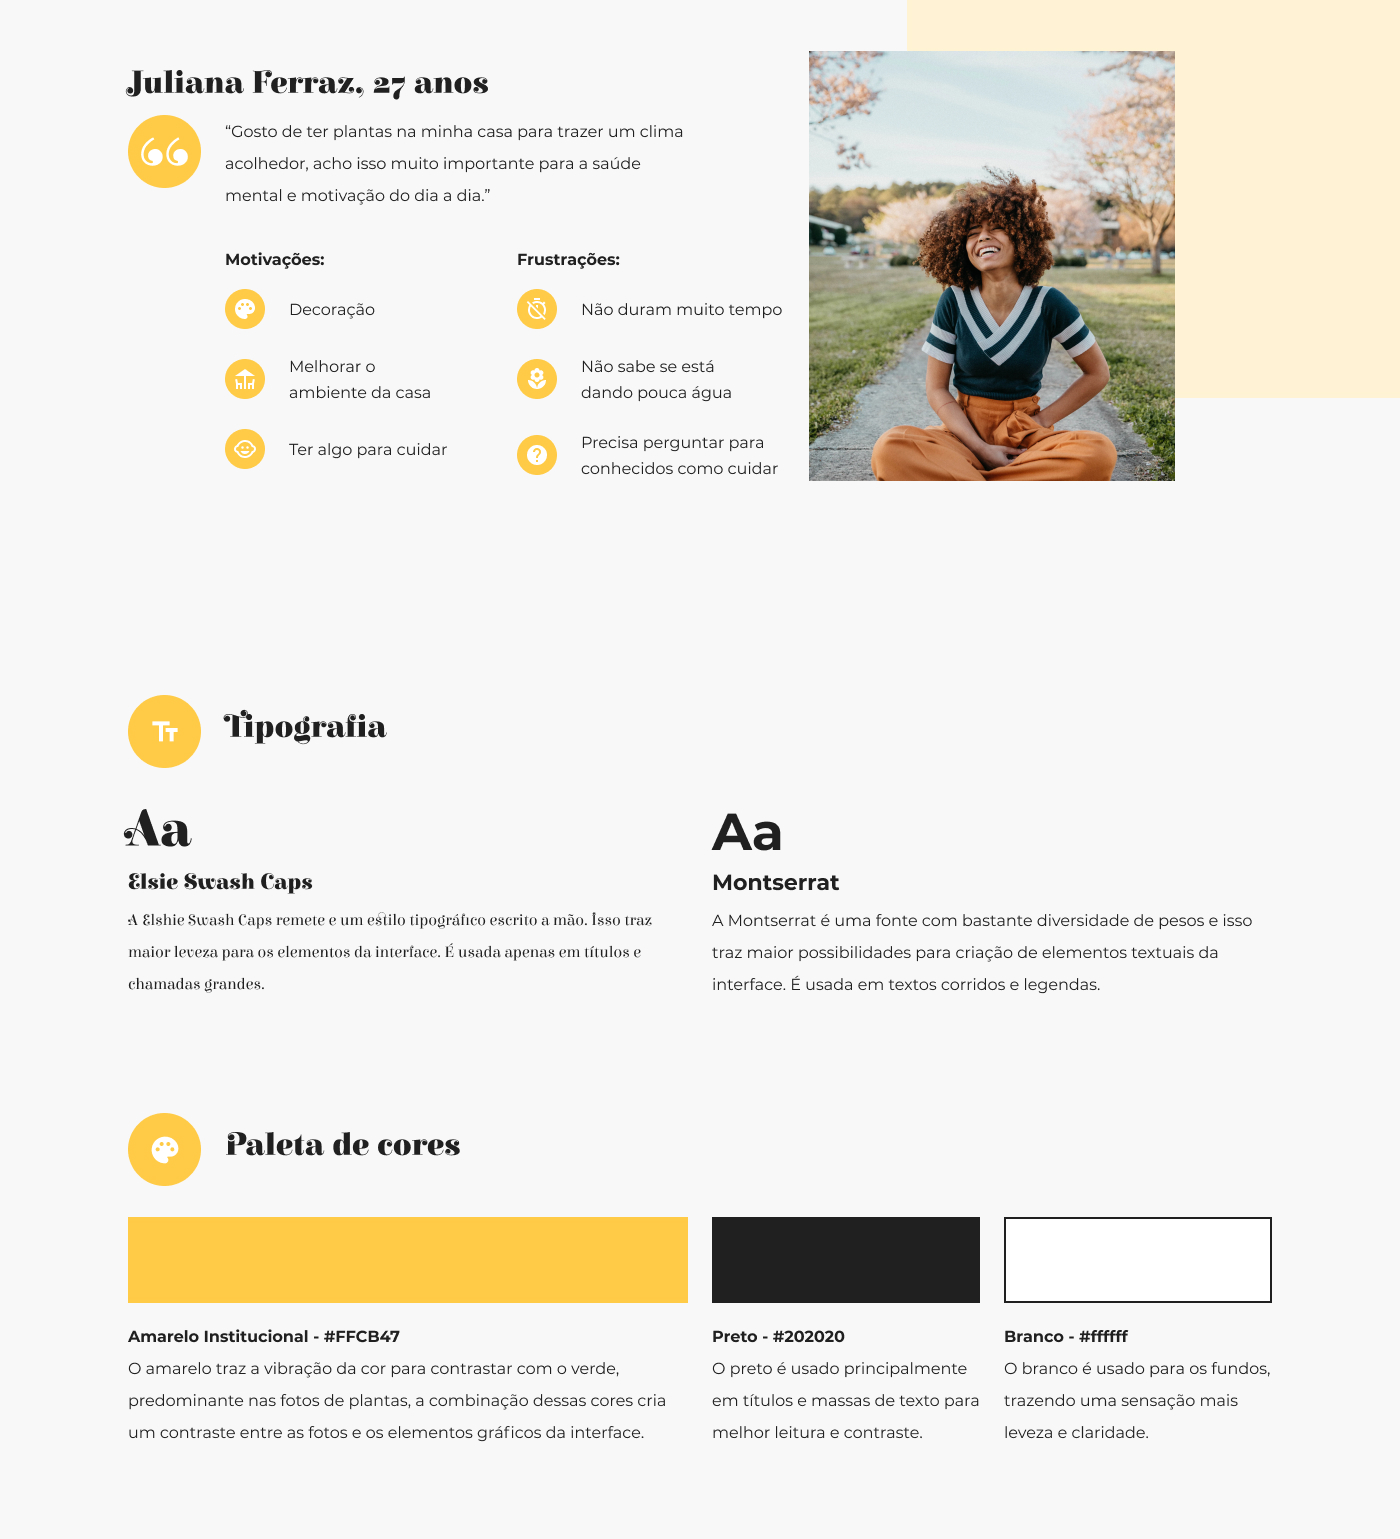 Juliana Ferraz, 27 anos
“Gosto de ter plantas na minha casa para trazer um clima
acolhedor, acho isso muito importante para a saúde
mental e motivação do dia a dia.”
Motivações:
Decoração
Melhorar o
ambiente da casa
Ter algo para cuidar
Frustrações:
Não duram muito tempo
Não sabe se está
dando pouca água
Precisa perguntar para
conhecidos como cuidar
Tipografia
Aa
Elsie Swash Caps
A Elshie Swash Caps remete e um estilo tipográfico escrito a mão. Isso traz
maior leveza para os elementos da interface. É usada apenas em títulos e
chamadas grandes.
Aa
Montserrat
A Montserrat é uma fonte com bastante diversidade de pesos e isso
traz maior possibilidades para criação de elementos textuais da
interface. É usada em textos corridos e legendas.
Paleta de cores
Amarelo Institucional - #FFCB47
O amarelo traz a vibração da cor para contrastar com o verde,
predominante nas fotos de plantas, a combinação dessas cores cria
um contraste entre as fotos e os elementos gráficos da interface.
Preto - #202020
O preto é usado principalmente
em títulos e massas de texto para
melhor leitura e contraste.
Branco - #ffffff
O branco é usado para os fundos,
trazendo uma sensação mais
leveza e claridade.